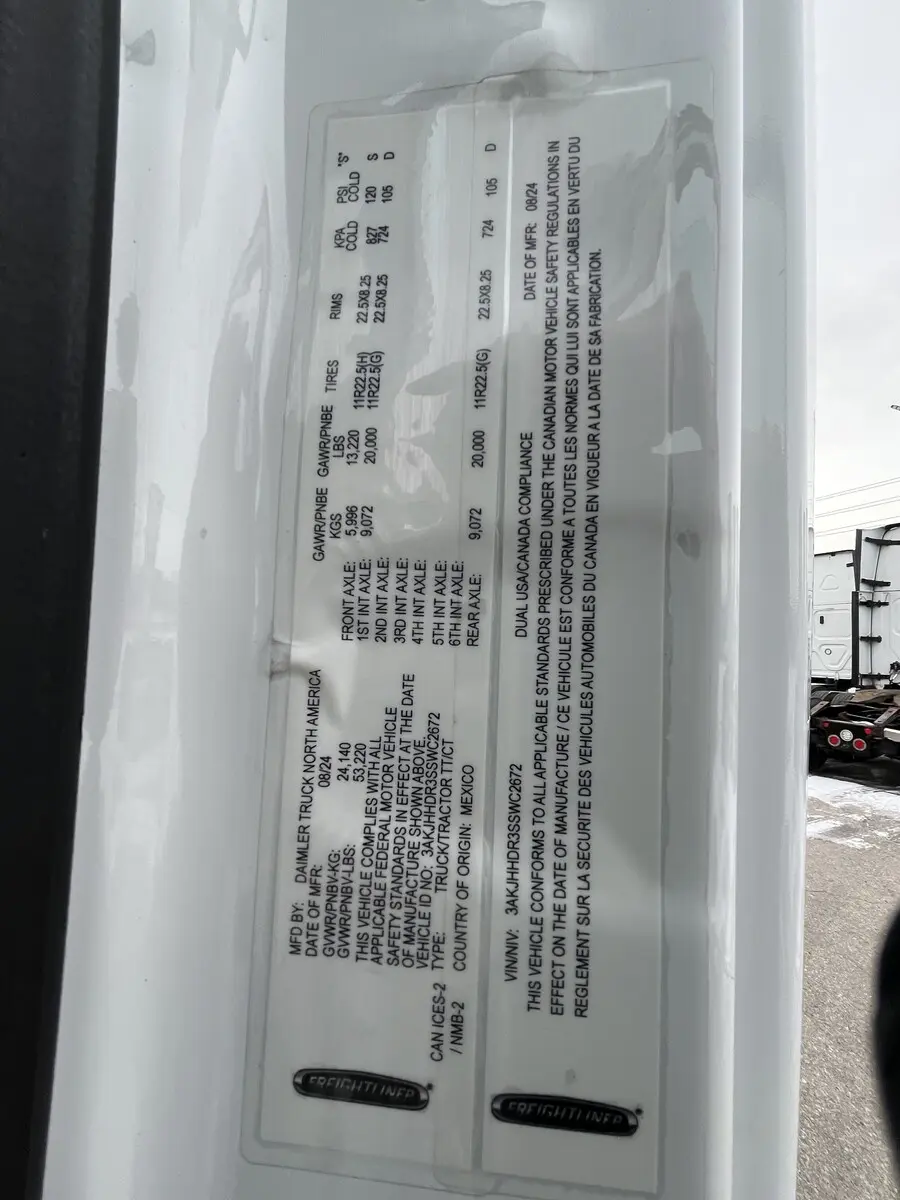 FREIGHTLINER
MFD BY: DAIMLER TRUCK NORTH AMERICA
DATE OF MFR: 08/24
GVWR/PNBV-KG: 24,140
GVWR/PNBV-LBS: 53,220
THIS VEHICLE COMPLIES WITH ALL
APPLICABLE FEDERAL MOTOR VEHICLE
SAFETY STANDARDS IN EFFECT AT THE DATE
OF MANUFACTURE SHOWN ABOVE.
VEHICLE ID NO: 3AKJHHDR3SSWC2672
CAN ICES-2 TYPE: TRUCK/TRACTOR TT/CT
/ NMB-2 COUNTRY OF ORIGIN: MEXICO
GAWR/PNBE GAWR/PNBE TIRES RIMS KPA PSI "S"
KGS LBS COLD COLD
FRONT AXLE: 5,996 13,220 11R22.5(H) 22.5X8.25 827 120 S
1ST INT AXLE: 9,072 20,000 11R22.5(G) 22.5X8.25 724 105 D
2ND INT AXLE:
3RD INT AXLE:
4TH INT AXLE:
5TH INT AXLE:
6TH INT AXLE:
REAR AXLE: 9,072 20,000 11R22.5(G) 22.5X8.25 724 105 D
FREIGHTLINER
VIN/NIV: 3AKJHHDR3SSWC2672 DUAL USA/CANADA COMPLIANCE DATE OF MFR: 08/24
THIS VEHICLE CONFORMS TO ALL APPLICABLE STANDARDS PRESCRIBED UNDER THE CANADIAN MOTOR VEHICLE SAFETY REGULATIONS IN
EFFECT ON THE DATE OF MANUFACTURE / CE VEHICULE EST CONFORME A TOUTES LES NORMES QUI LUI SONT APPLICABLES EN VERTU DU
REGLEMENT SUR LA SECURITE DES VEHICULES AUTOMOBILES DU CANADA EN VIGUEUR A LA DATE DE SA FABRICATION.